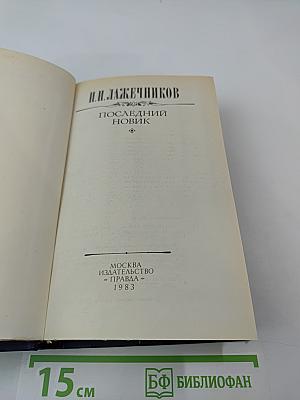 И.И.ЛАЖЕЧНИКОВ
ПОСЛЕДНИЙ
НОВИК
МОСКВА
ИЗДАТЕЛЬСТВО
«ПРАВДА»
1983
15 см
БФ БИБЛИОФАН